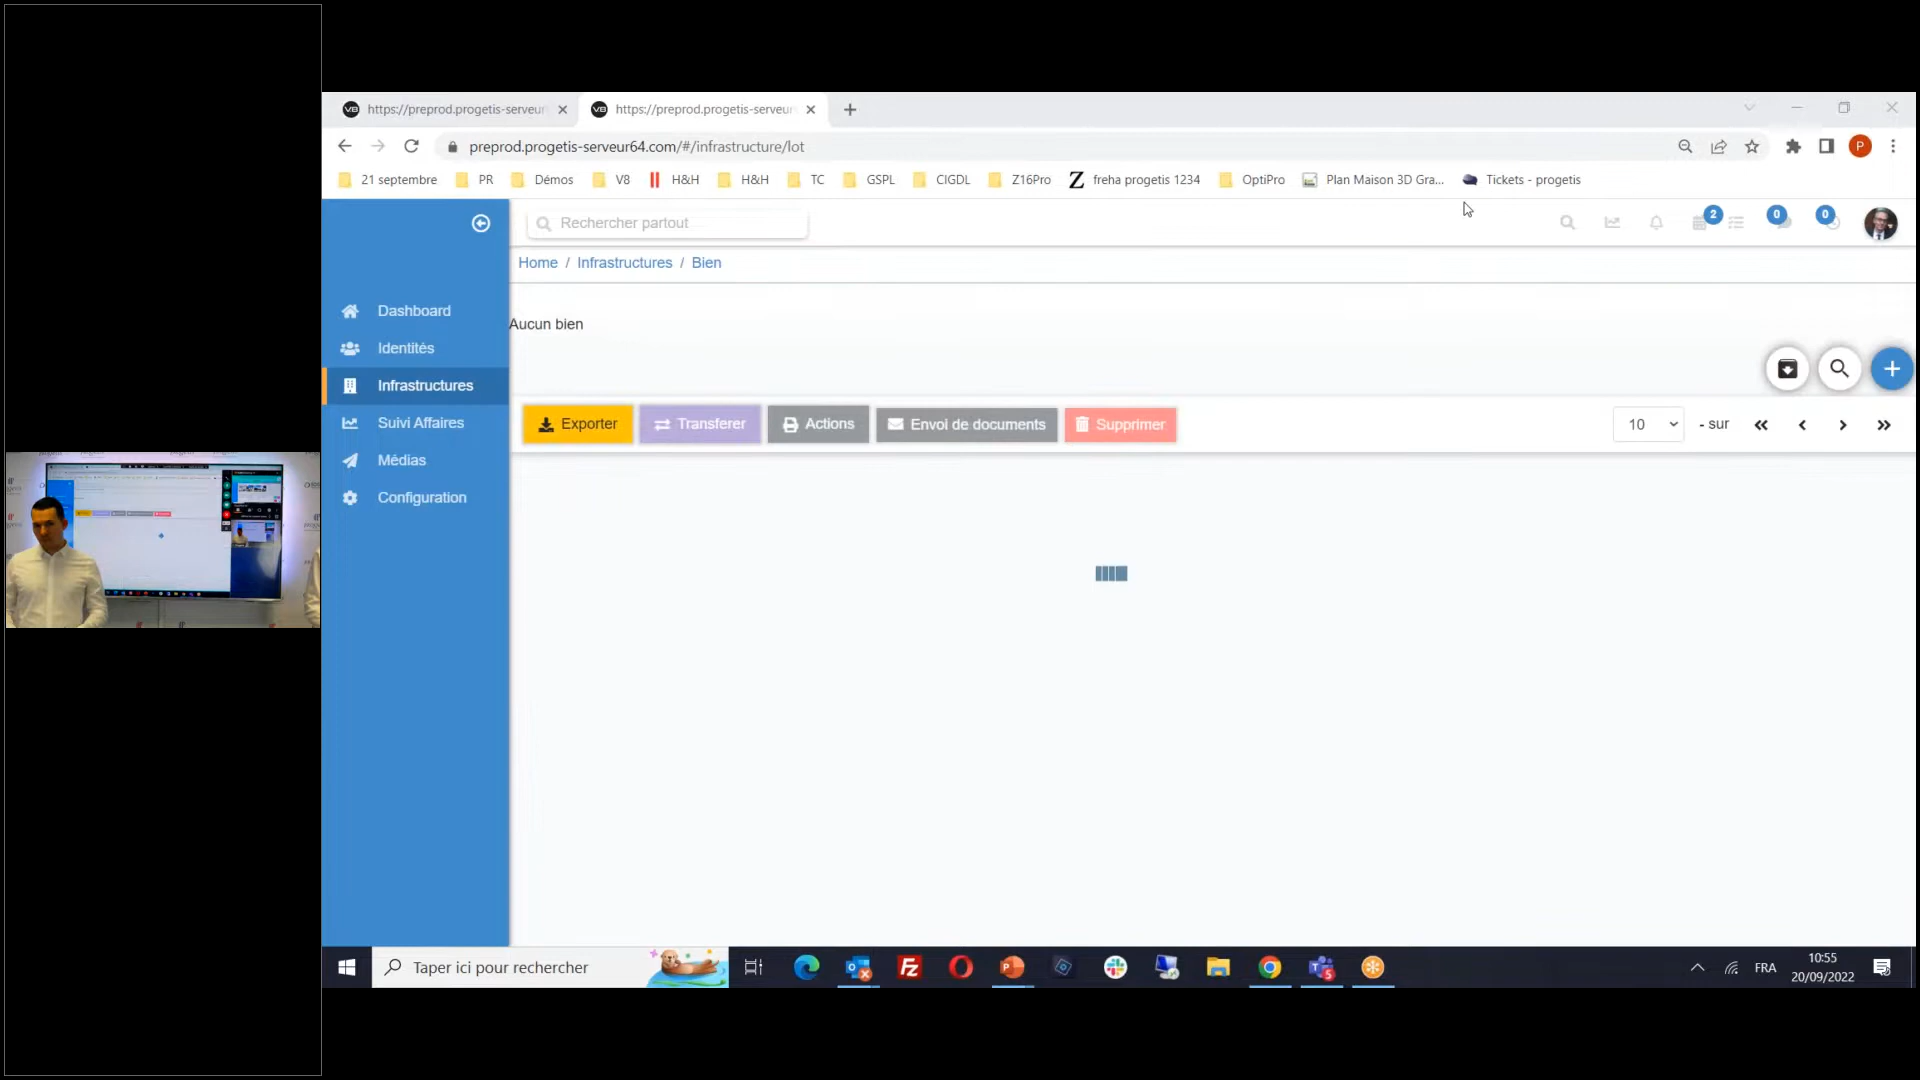 https://preprod.progetis-serveur
https://preprod.progetis-serveur
preprod.progetis-serveur64.com/#/infrastructure/lot
P
21 septembre PR Démos V8 H&H H&H TC GSPL CIGDL Z16Pro freha progetis 1234 OptiPro Plan Maison 3D Gra... Tickets - progetis
Rechercher partout
2 0 0
Home / Infrastructures / Bien
Dashboard
Identités
Infrastructures
Suivi Affaires
Médias
Configuration
Aucun bien
Exporter Transferer Actions Envoi de documents Supprimer 10 - sur
Taper ici pour rechercher
FRA
10:55
20/09/2022